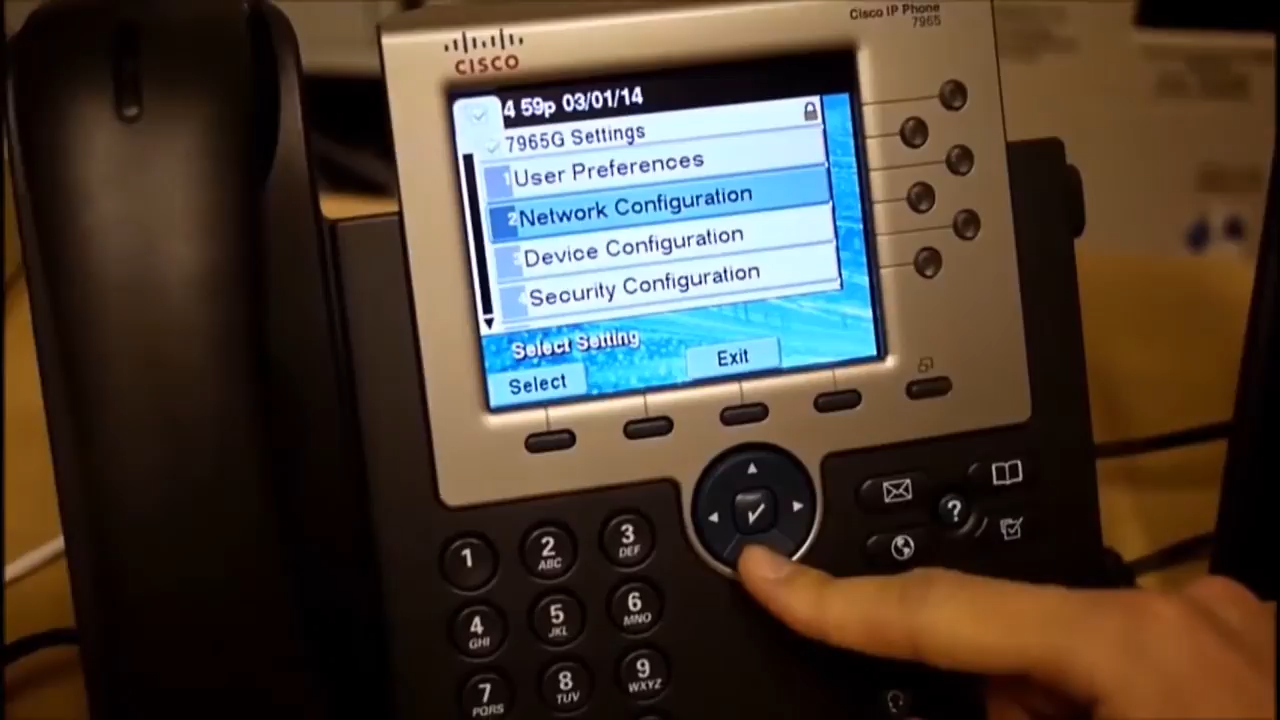 Cisco IP Phone
7965
CISCO
4 59p 03/01/14
7965G Settings
1 User Preferences
2 Network Configuration
Device Configuration
4 Security Configuration
Select Setting
Select
Exit
?
1
2
ABC
3
DEF
4
GHI
5
JKL
6
MNO
7
PQRS
8
TUV
9
WXYZ